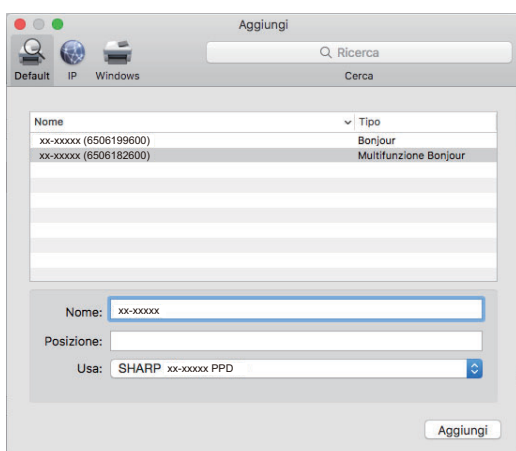 Aggiungi
Ricerca
Default IP Windows Cerca
Nome Tipo
xx-xxxxx (6506199600) Bonjour
xx-xxxxx (6506182600) Multifunzione Bonjour
Nome: xx-xxxxx
Posizione:
Usa: SHARP xx-xxxxx PPD
Aggiungi